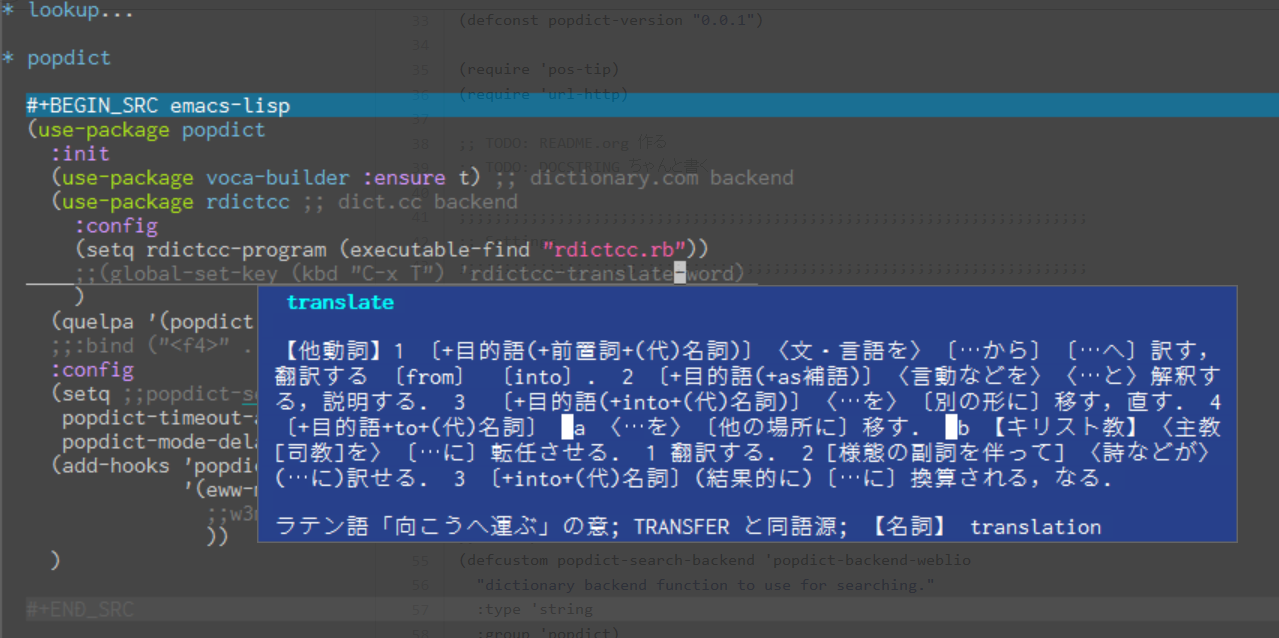 * lookup...
* popdict
#+BEGIN_SRC emacs-lisp
(use-package popdict
:init
(use-package voca-builder :ensure t) ;; dictionary.com backend
(use-package rdictcc ;; dict.cc backend
:config
(setq rdictcc-program (executable-find "rdictcc.rb"))
;;(global-set-key (kbd "C-x T") 'rdictcc-translate-word)
)
(quelpa '(popdict
;;:bind ("<f4>" .
:config
(setq ;;popdict-se
popdict-timeout-
popdict-mode-dela
(add-hooks 'popdic
'(eww-
;;w3
))
)
#+END_SRC
translate
【他動詞】1 〔+目的語(+前置詞+(代)名詞)〕〈文・言語を〉〔…から〕〔…へ〕訳す,
翻訳する 〔from〕 〔into〕. 2 〔+目的語(+as補語)〕〈言動などを〉〈…と〉解釈す
る, 説明する. 3 〔+目的語(+into+(代)名詞)〕〈…を〉〔別の形に〕移す, 直す. 4
〔+目的語+to+(代)名詞〕 a 〈…を〉〔他の場所に〕移す. b 【キリスト教】〈主教
[司教]を〉〔…に〕転任させる. 1 翻訳する. 2 [様態の副詞を伴って]〈詩などが〉
(…に)訳せる. 3 〔+into+(代)名詞〕(結果的に)〔…に〕換算される, なる.
ラテン語「向こうへ運ぶ」の意; TRANSFER と同語源; 【名詞】 translation
33 (defconst popdict-version "0.0.1")
34
35 (require 'pos-tip)
36 (require 'url-http)
37
38 ;; TODO: README.org 作る
39 ;; TODO: DOCSTRING ちゃんと書く
41 ;;;;;;;;;;;;;;;;;;;;;;;;;;;;;;;;;;;;;;;;;;;;;;;;;;;;;;;;;;;;;;;;;;;;;;
55 (defcustom popdict-search-backend 'popdict-backend-weblio
56 "dictionary backend function to use for searching."
57 :type 'string
58 :group 'popdict)